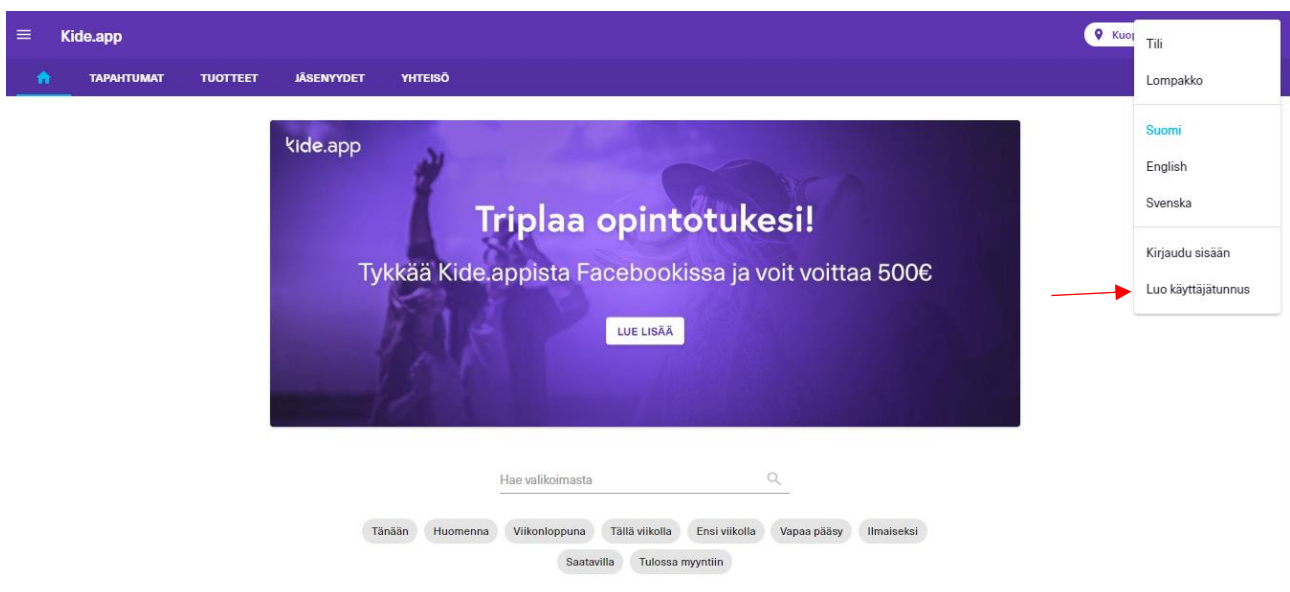 Kide.app
TAPAHTUMAT
TUOTTEET
JÄSENYYDET
YHTEISÖ
Tili
Lompakko
Suomi
English
Svenska
Kirjaudu sisään
Luo käyttäjätunnus
kide.app
Triplaa opintotukesi!
Tykkää Kide.appista Facebookissa ja voit voittaa 500€
LUE LISÄÄ
Hae valikoimasta
Tänään Huomenna Viikonloppuna Tällä viikolla Ensi viikolla Vapaa pääsy Ilmaiseksi
Saatavilla Tulossa myyntiin